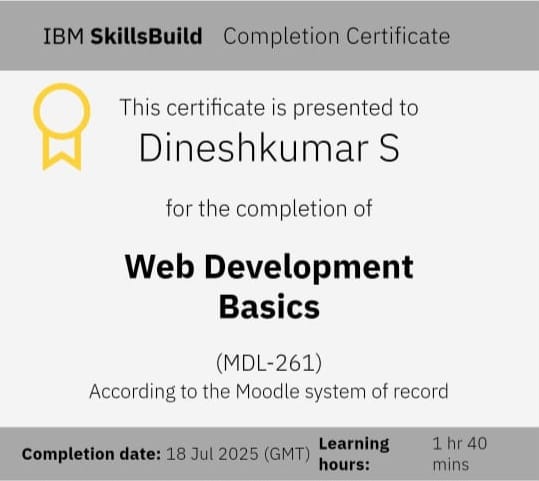 IBM SkillsBuild Completion Certificate
This certificate is presented to
Dineshkumar S
for the completion of
Web Development
Basics
(MDL-261)
According to the Moodle system of record
Completion date: 18 Jul 2025 (GMT)
Learning
hours:
1 hr 40
mins